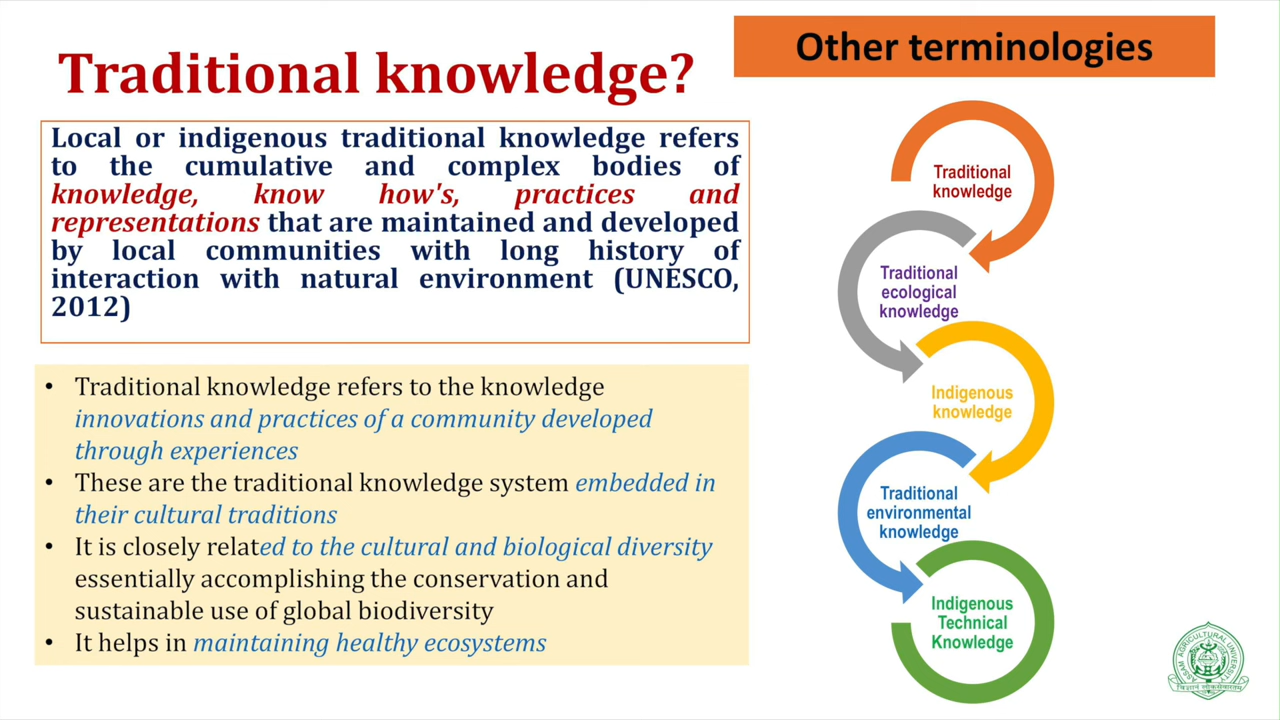 Traditional knowledge?
Local or indigenous traditional knowledge refers
to the cumulative and complex bodies of
knowledge, know how's, practices and
representations that are maintained and developed
by local communities with long history of
interaction with natural environment (UNESCO,
2012)
• Traditional knowledge refers to the knowledge
innovations and practices of a community developed
through experiences
• These are the traditional knowledge system embedded in
their cultural traditions
• It is closely related to the cultural and biological diversity
essentially accomplishing the conservation and
sustainable use of global biodiversity
• It helps in maintaining healthy ecosystems
Other terminologies
Traditional
knowledge
Traditional
ecological
knowledge
Indigenous
knowledge
Traditional
environmental
knowledge
Indigenous
Technical
Knowledge
ASSAM AGRICULTURAL UNIVERSITY